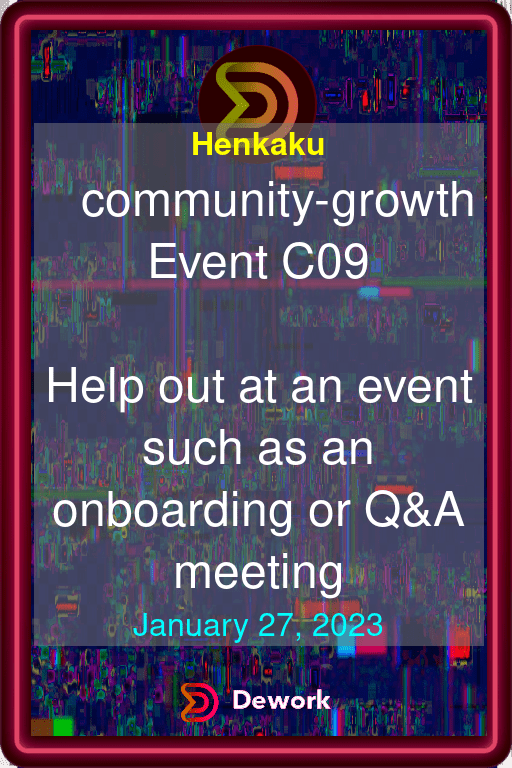 Henkaku
community-growth
Event C09
Help out at an event
such as an
onboarding or Q&A
meeting
January 27, 2023
Dework